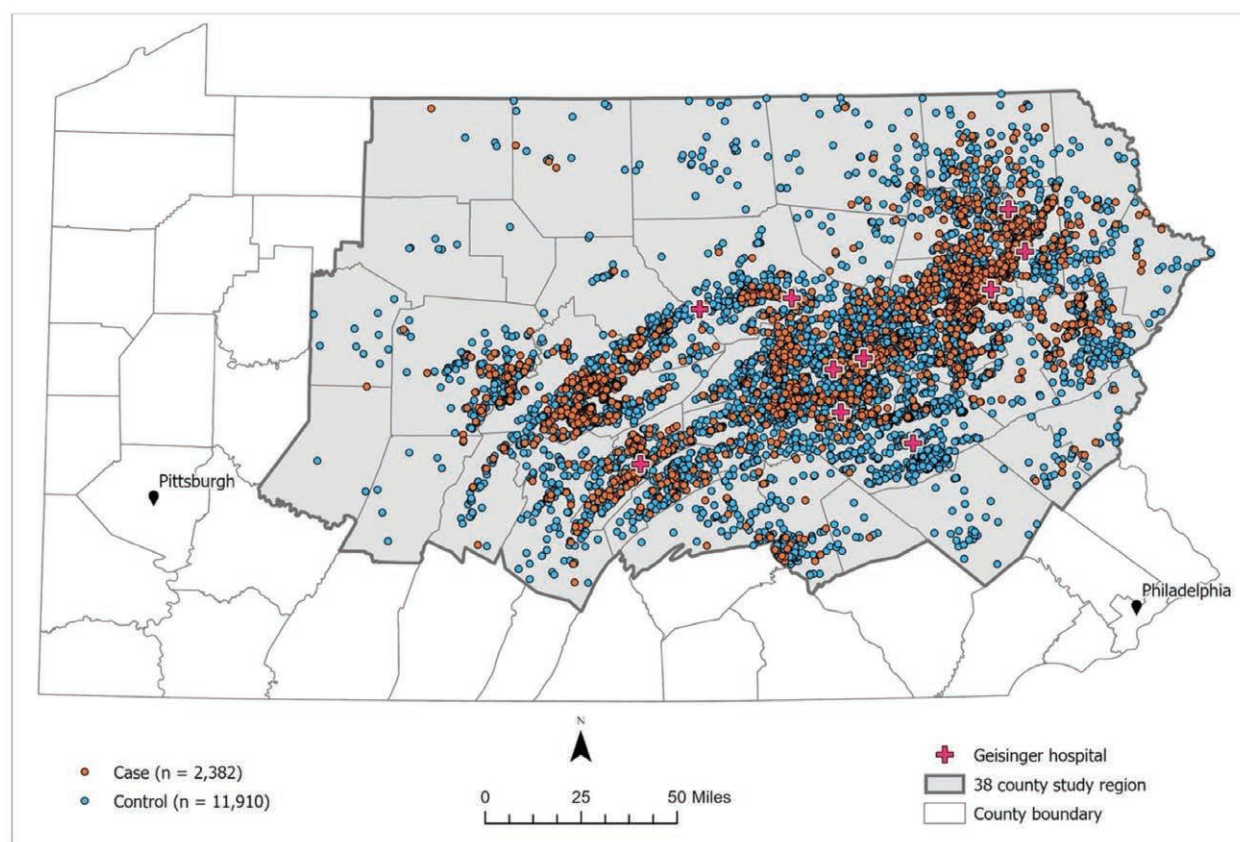 Pittsburgh
Philadelphia
N
Case (n = 2,382)
Control (n = 11,910)
0 25 50 Miles
Geisinger hospital
38 county study region
County boundary